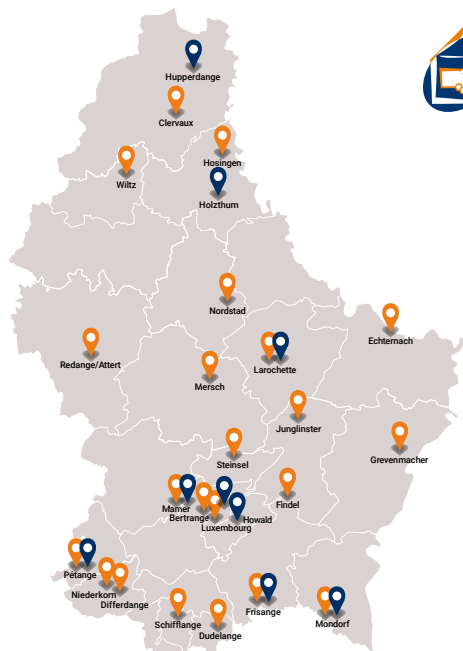 Hupperdange
Clervaux
Hosingen
Wiltz
Holzthum
Nordstad
Echternach
Redange/Attert
Larochette
Mersch
Junglinster
Grevenmacher
Steinsel
Findel
Mamer
Bertrange
Howald
Luxembourg
Pétange
Niederkorn
Differdange
Frisange
Mondorf
Schifflange
Dudelange